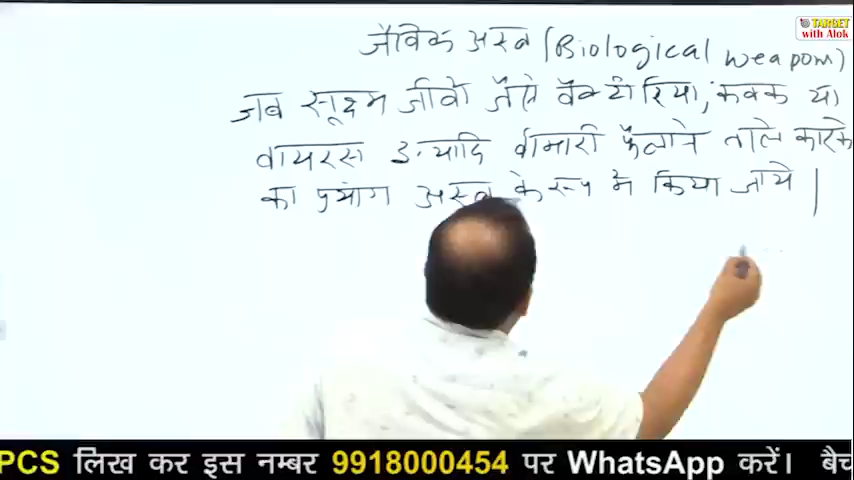 TARGET
with Alok
जैविक अस्त्र (Biological weapom)
जब सूक्ष्म जीवों जैसे बैक्टीरिया, कवक या
वायरस इत्यादि बीमारी फैलाने वाले कारके
का प्रयोग अस्त्र के रूप में किया जाये |
PCS लिख कर इस नम्बर 9918000454 पर WhatsApp करें। बैच